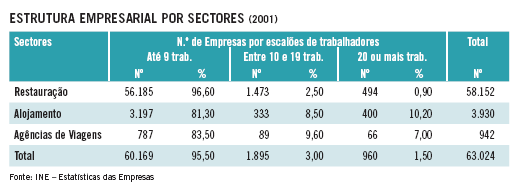 ESTRUTURA EMPRESARIAL POR SECTORES (2001)
Sectores N.º de Empresas por escalões de trabalhadores Total
Até 9 trab. Entre 10 e 19 trab. 20 ou mais trab.
Nº % Nº % Nº % Nº
Restauração 56.185 96,60 1.473 2,50 494 0,90 58.152
Alojamento 3.197 81,30 333 8,50 400 10,20 3.930
Agências de Viagens 787 83,50 89 9,60 66 7,00 942
Total 60.169 95,50 1.895 3,00 960 1,50 63.024
Fonte: INE – Estatísticas das Empresas